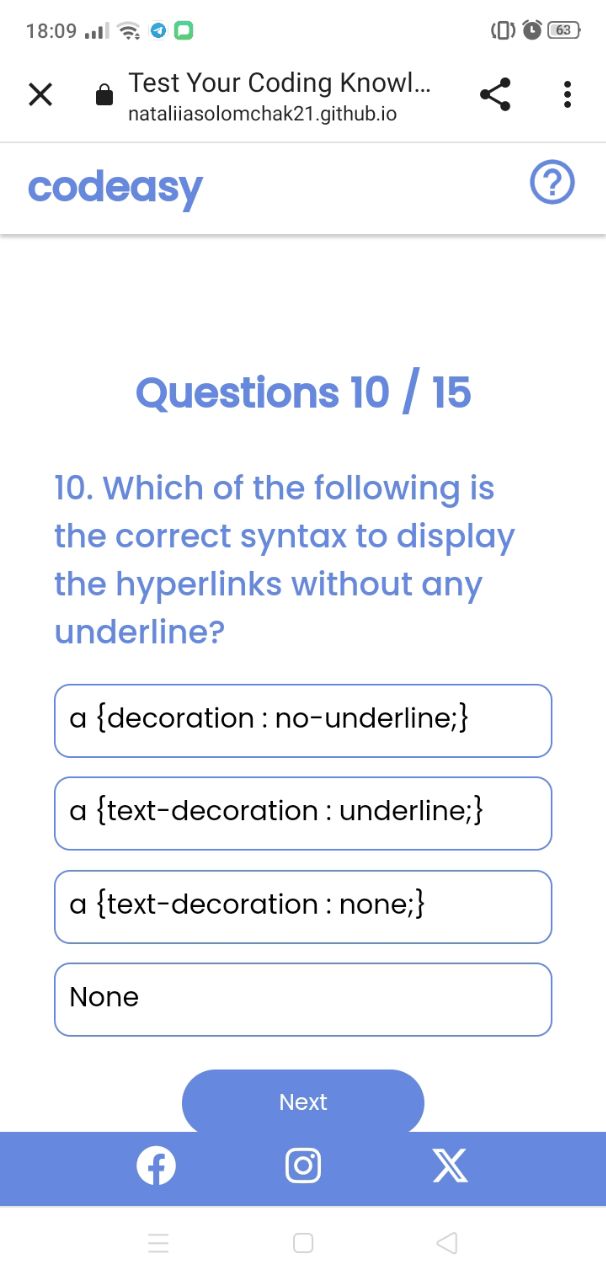 18:09
63
Test Your Coding Knowl...
nataliiasolomchak21.github.io
codeasy
Questions 10 / 15
10. Which of the following is
the correct syntax to display
the hyperlinks without any
underline?
a {decoration : no-underline;}
a {text-decoration : underline;}
a {text-decoration : none;}
None
Next